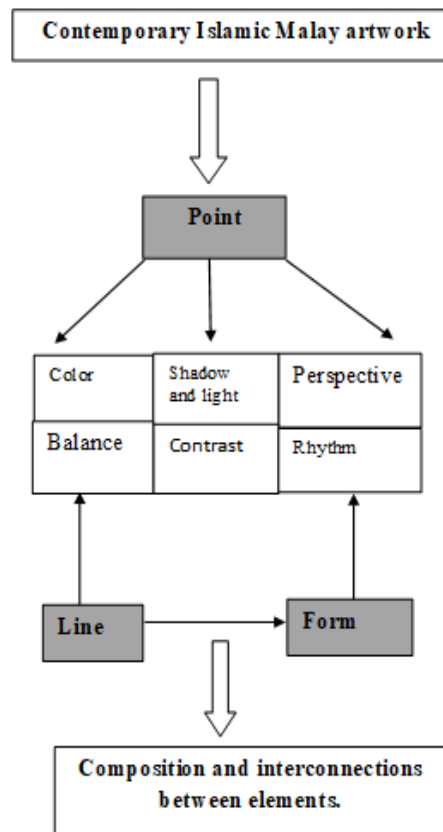 Contemporary Islamic Malay artwork
Point
Color
Shadow
and light
Perspective
Balance
Contrast
Rhythm
Line
Form
Composition and interconnections
between elements.